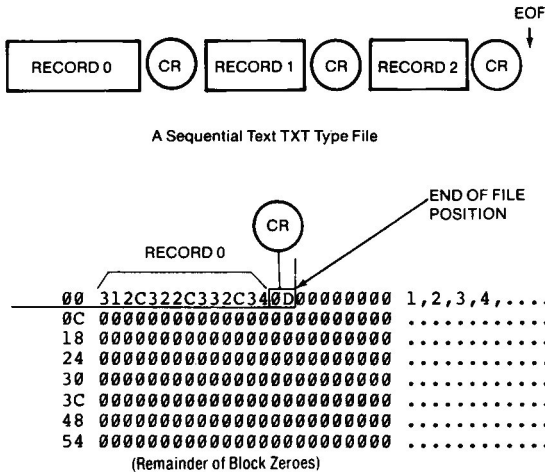 EOF
RECORD 0 CR RECORD 1 CR RECORD 2 CR
A Sequential Text TXT Type File
END OF FILE
POSITION
CR
RECORD 0
00 312C322C332C340D00000000 1,2,3,4,....
0C 000000000000000000000000 ............
18 000000000000000000000000 ............
24 000000000000000000000000 ............
30 000000000000000000000000 ............
3C 000000000000000000000000 ............
48 000000000000000000000000 ............
54 000000000000000000000000 ............
(Remainder of Block Zeroes)